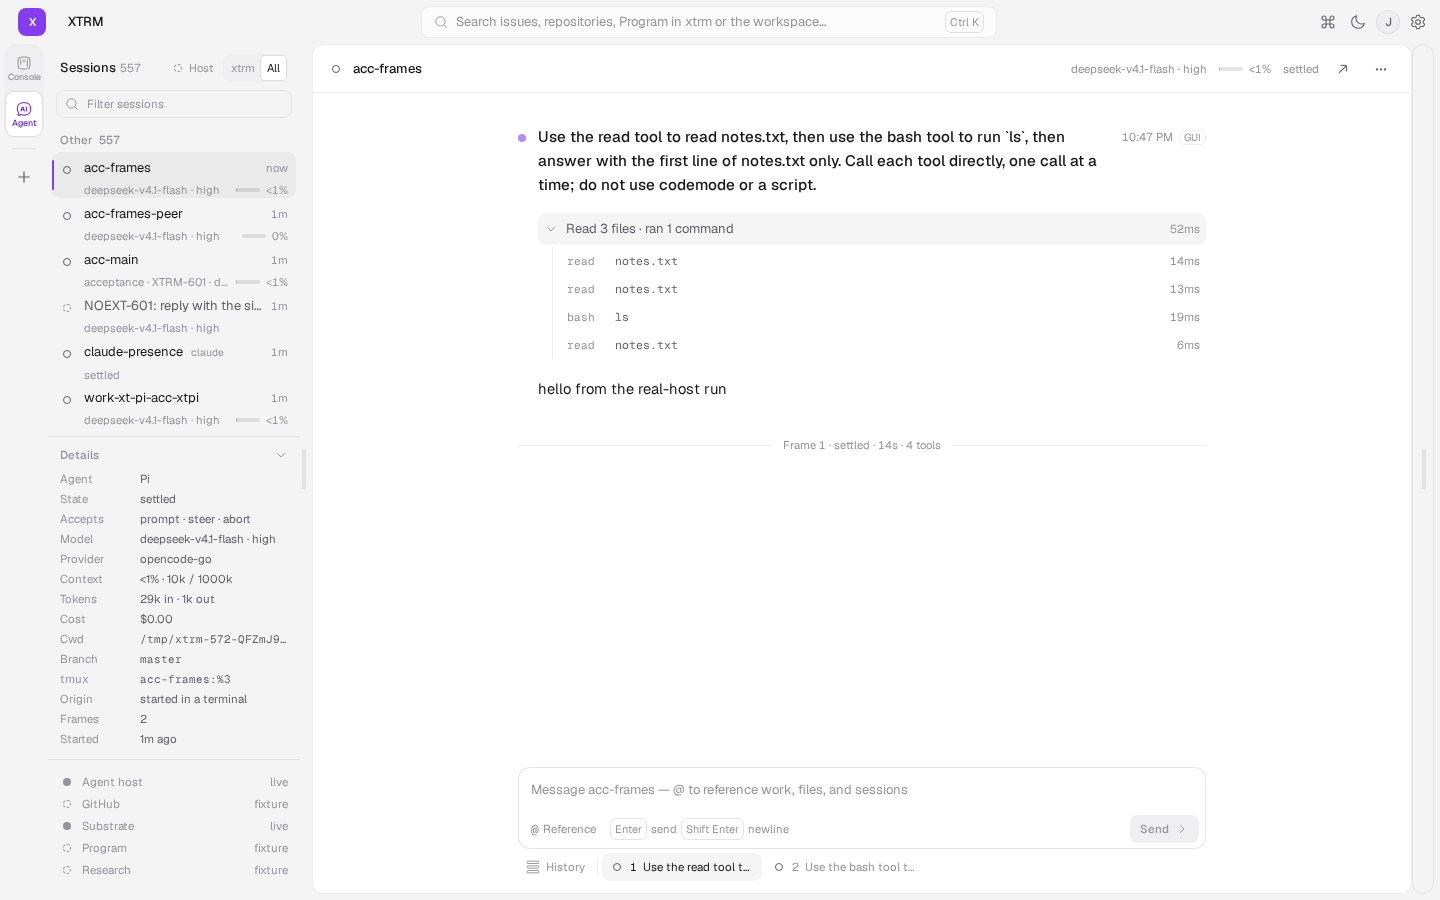 X XTRM
Search issues, repositories, Program in xtrm or the workspace…
Ctrl K
J
Console
AI
Agent
Sessions 557
Host
xtrm
All
Filter sessions
Other 557
acc-frames now
deepseek-v4.1-flash · high <1%
acc-frames-peer 1m
deepseek-v4.1-flash · high 0%
acc-main 1m
acceptance · XTRM-601 · d… <1%
NOEXT-601: reply with the si… 1m
deepseek-v4.1-flash · high
claude-presence claude 1m
settled
work-xt-pi-acc-xtpi 1m
deepseek-v4.1-flash · high <1%
Details
Agent Pi
State settled
Accepts prompt · steer · abort
Model deepseek-v4.1-flash · high
Provider opencode-go
Context <1% · 10k / 1000k
Tokens 29k in · 1k out
Cost $0.00
Cwd /tmp/xtrm-572-QFZmJ9…
Branch master
tmux acc-frames:%3
Origin started in a terminal
Frames 2
Started 1m ago
Agent host live
GitHub fixture
Substrate live
Program fixture
Research fixture
acc-frames
deepseek-v4.1-flash · high <1% settled
Use the read tool to read notes.txt, then use the bash tool to run `ls`, then
answer with the first line of notes.txt only. Call each tool directly, one call at a
time; do not use codemode or a script.
10:47 PM GUI
Read 3 files · ran 1 command 52ms
read notes.txt 14ms
read notes.txt 13ms
bash ls 19ms
read notes.txt 6ms
hello from the real-host run
Frame 1 · settled · 14s · 4 tools
Message acc-frames — @ to reference work, files, and sessions
@ Reference Enter send Shift Enter newline
Send
History
1 Use the read tool t…
2 Use the bash tool t…